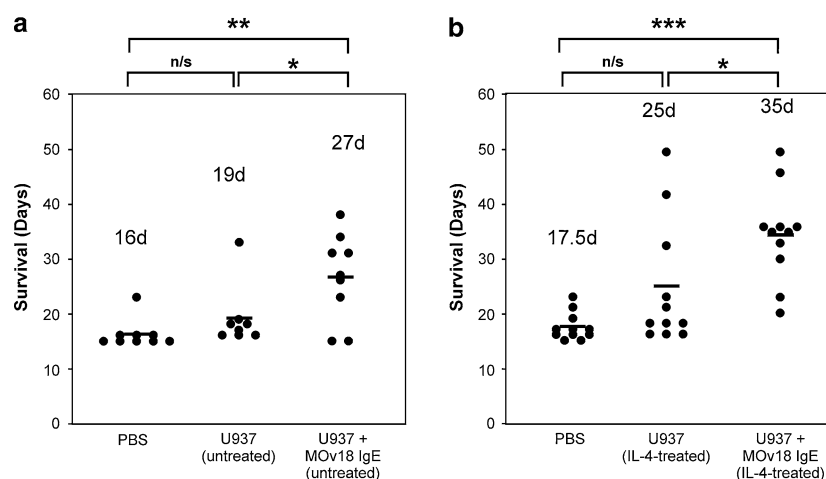 a
**
n/s
*
60
50
40
30
20
10
0
Survival (Days)
16d
19d
27d
PBS
U937
(untreated)
U937 +
MOv18 IgE
(untreated)
b
***
n/s
*
60
50
40
30
20
10
0
Survival (Days)
17.5d
25d
35d
PBS
U937
(IL-4-treated)
U937 +
MOv18 IgE
(IL-4-treated)